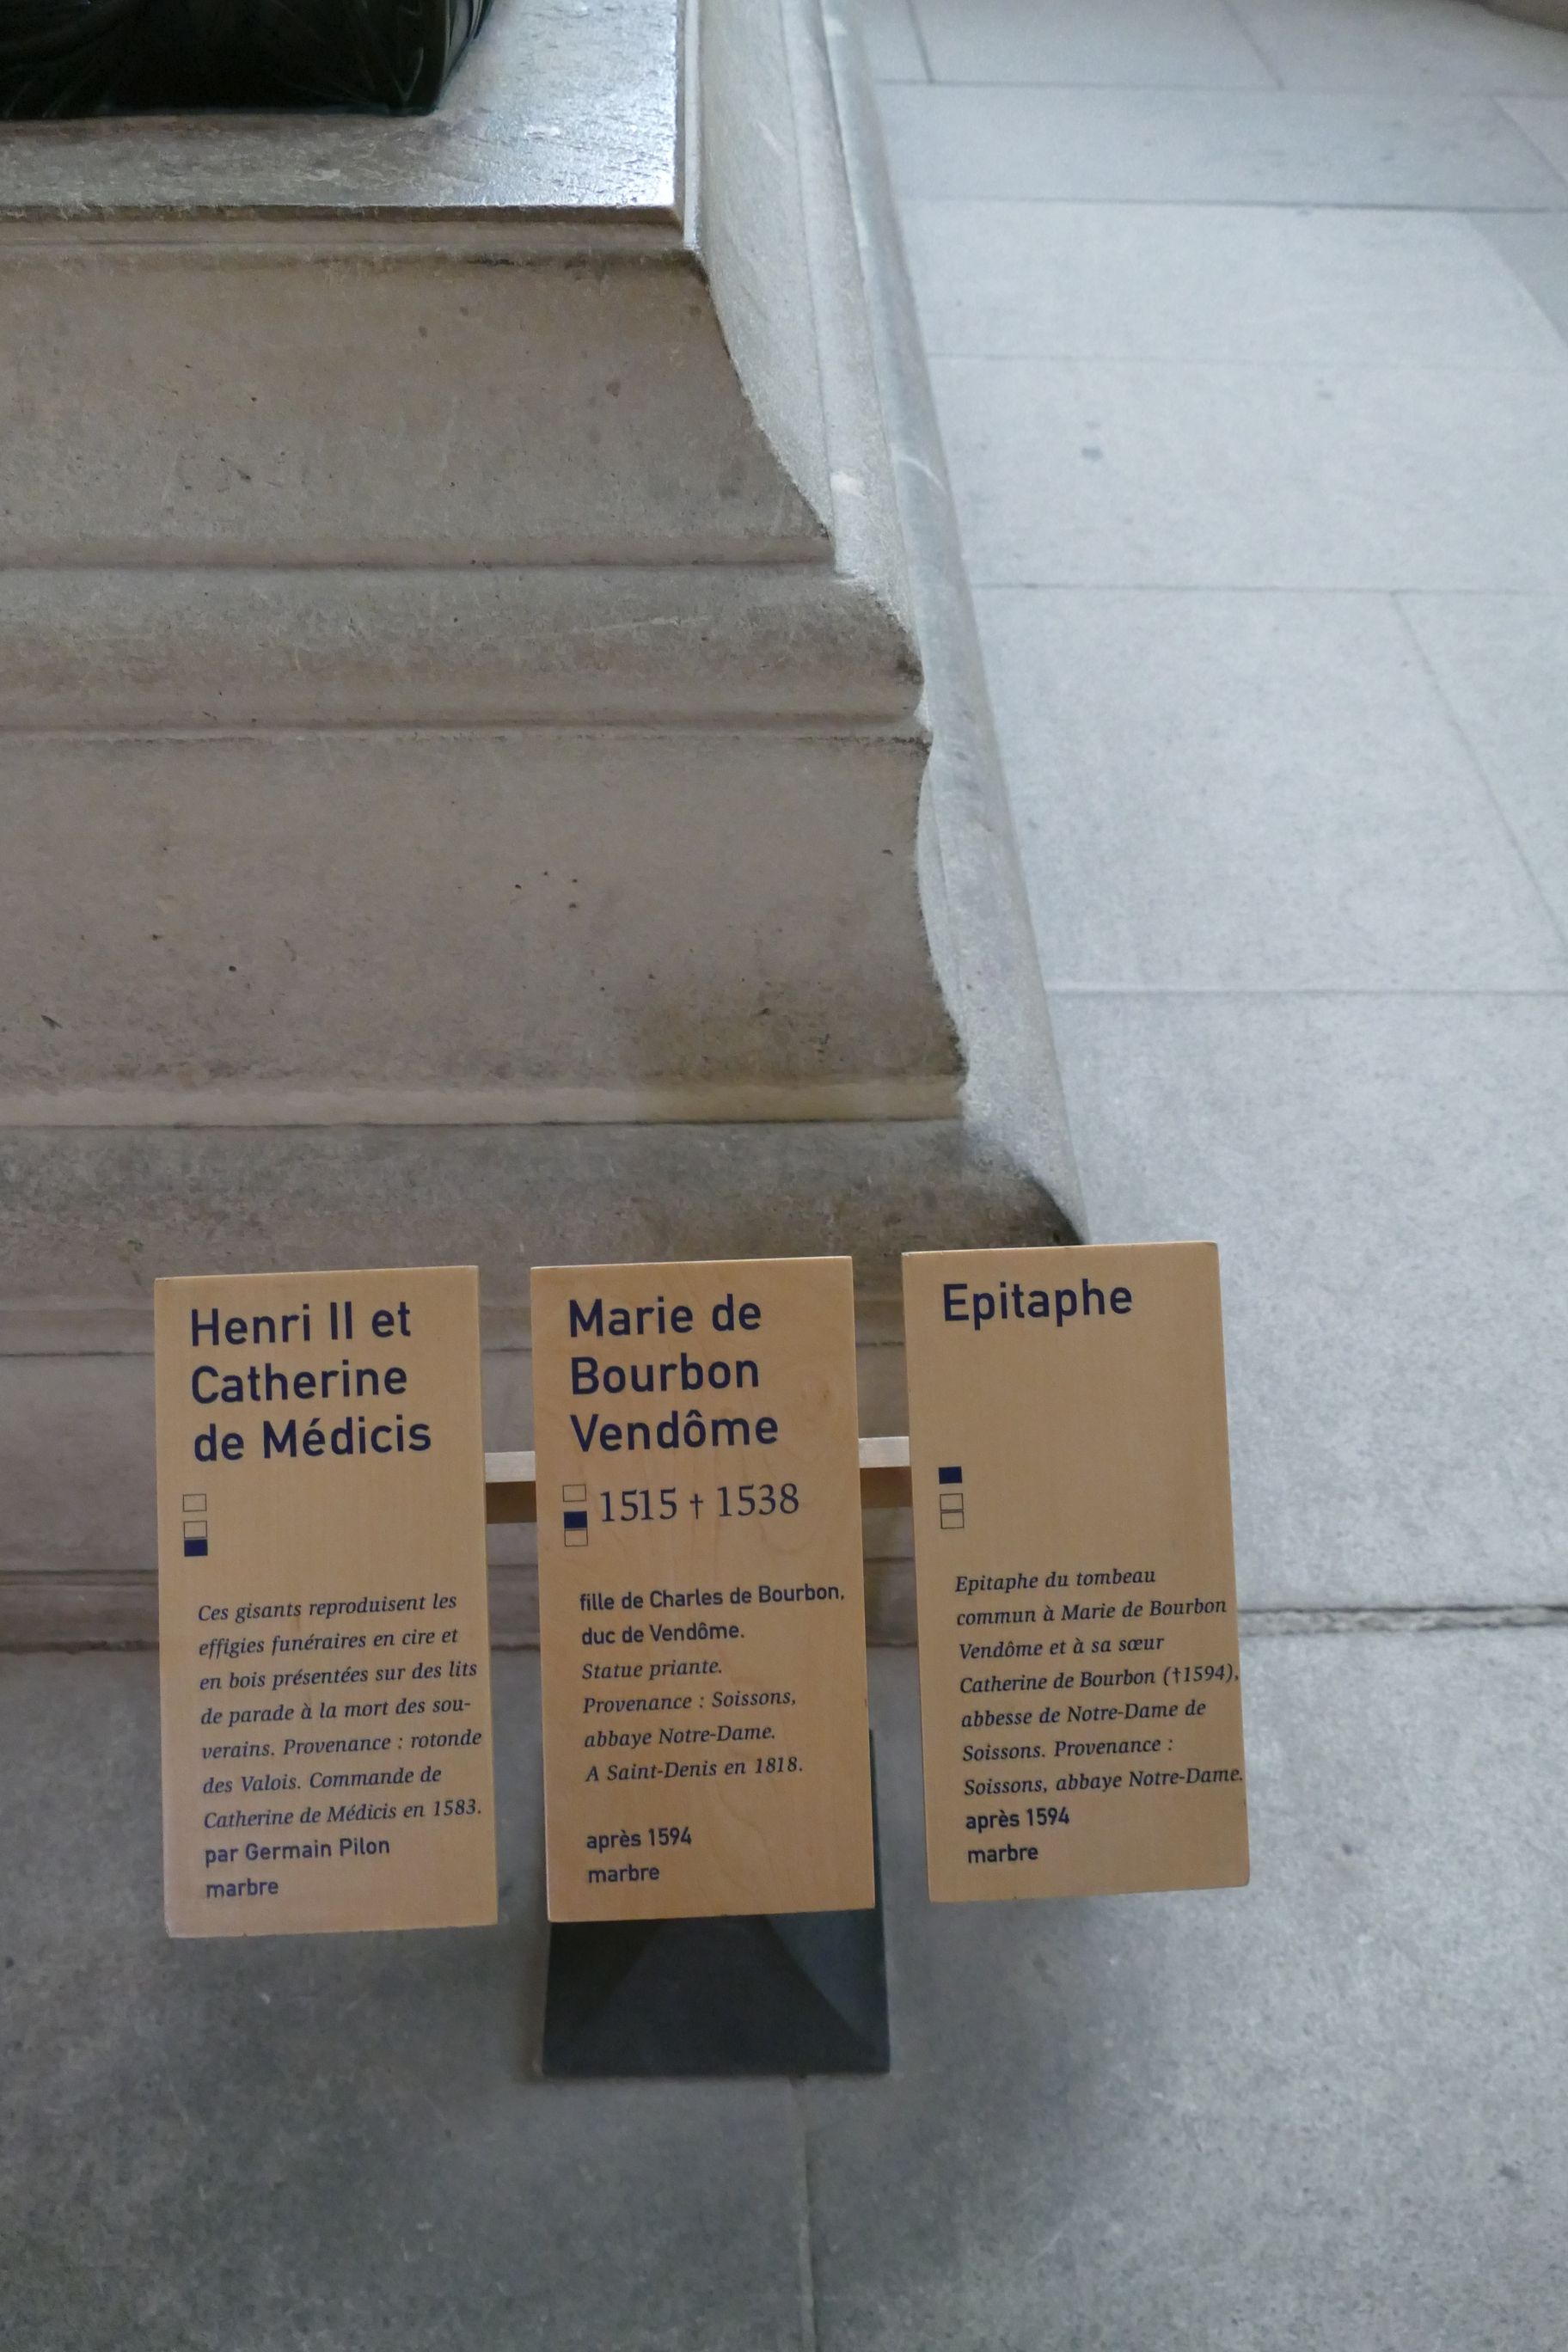 Henri II et
Catherine
de Médicis
Ces gisants reproduisent les
effigies funéraires en cire et
en bois présentées sur des lits
de parade à la mort des sou-
verains. Provenance : rotonde
des Valois. Commande de
Catherine de Médicis en 1583.
par Germain Pilon
marbre
Marie de
Bourbon
Vendôme
1515 † 1538
fille de Charles de Bourbon,
duc de Vendôme.
Statue priante.
Provenance : Soissons,
abbaye Notre-Dame.
A Saint-Denis en 1818.
après 1594
marbre
Epitaphe
Epitaphe du tombeau
commun à Marie de Bourbon
Vendôme et à sa sœur
Catherine de Bourbon (†1594),
abbesse de Notre-Dame de
Soissons. Provenance :
Soissons, abbaye Notre-Dame.
après 1594
marbre